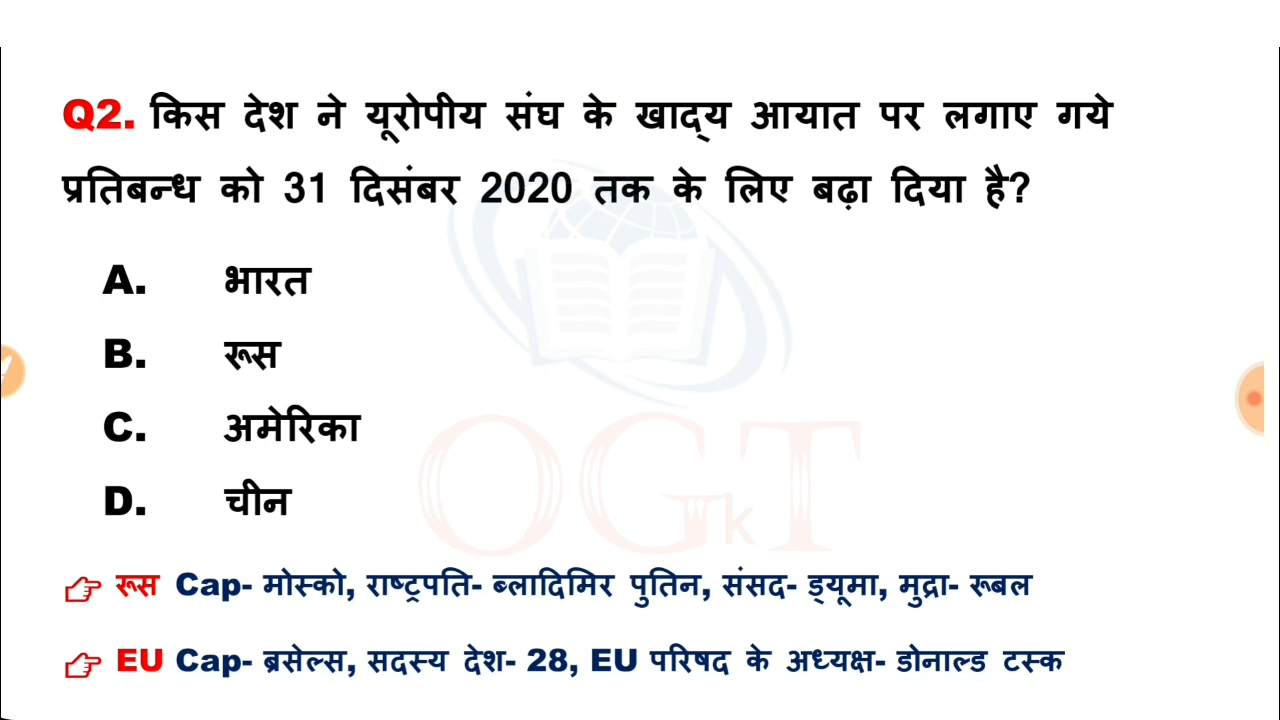 Q2. किस देश ने यूरोपीय संघ के खाद्य आयात पर लगाए गये
प्रतिबन्ध को 31 दिसंबर 2020 तक के लिए बढ़ा दिया है?
A. भारत
B. रूस
C. अमेरिका
D. चीन
OGkT
रूस Cap- मोस्को, राष्ट्रपति- ब्लादिमिर पुतिन, संसद- ड्यूमा, मुद्रा- रूबल
EU Cap- ब्रसेल्स, सदस्य देश- 28, EU परिषद के अध्यक्ष- डोनाल्ड टस्क